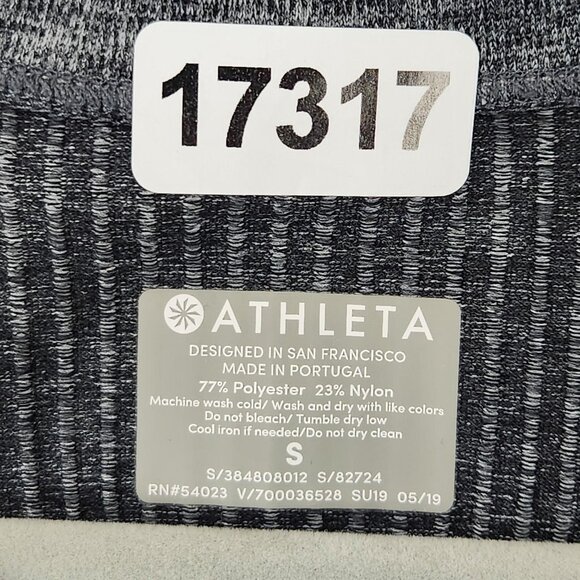 17317
ATHLETA
DESIGNED IN SAN FRANCISCO
MADE IN PORTUGAL
77% Polyester 23% Nylon
Machine wash cold/ Wash and dry with like colors
Do not bleach/ Tumble dry low
Cool iron if needed/Do not dry clean
S
S/384808012 S/82724
RN#54023 V/700036528 SU19 05/19